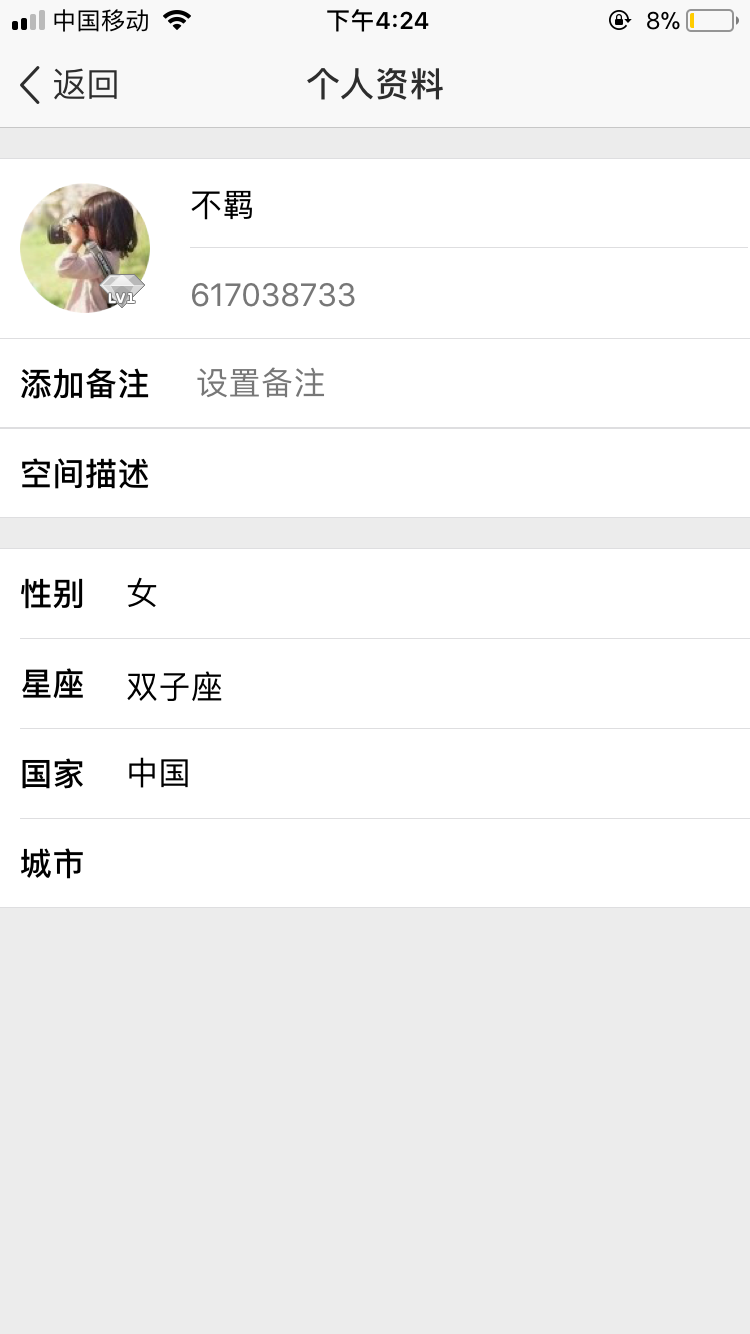 中国移动 下午4:24 8%
返回 个人资料
不羁
LV1
617038733
添加备注 设置备注
空间描述
性别 女
星座 双子座
国家 中国
城市